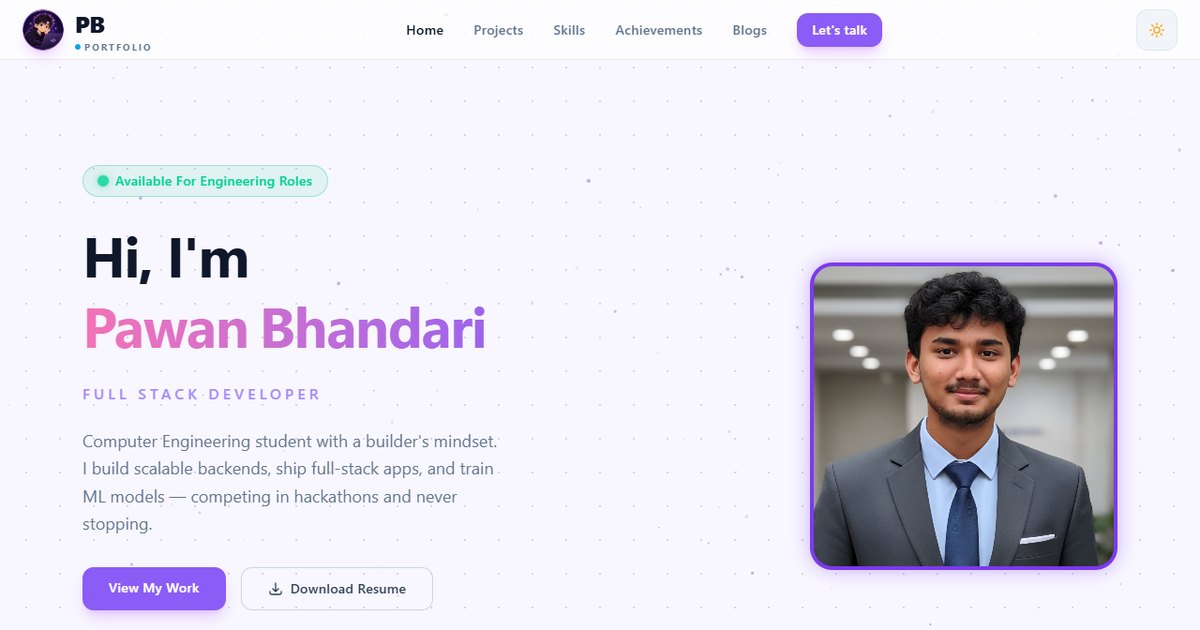 PB
PORTFOLIO
Home
Projects
Skills
Achievements
Blogs
Let's talk
Available For Engineering Roles
Hi, I'm
Pawan Bhandari
FULL STACK DEVELOPER
Computer Engineering student with a builder's mindset.
I build scalable backends, ship full-stack apps, and train
ML models — competing in hackathons and never
stopping.
View My Work
Download Resume